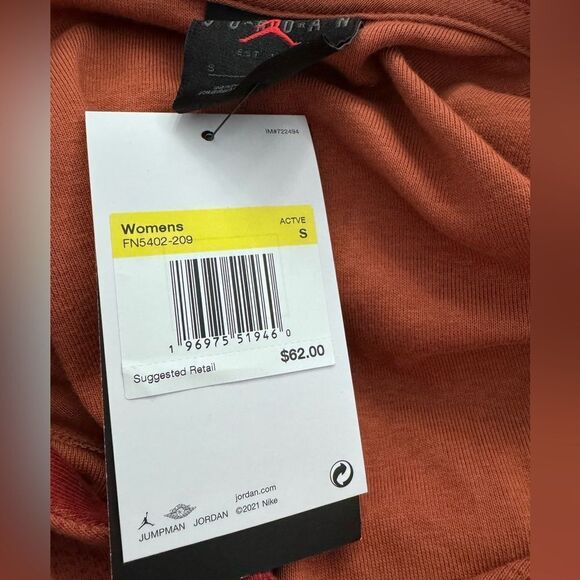 JORDAN
S
IM#722494
Womens
ACTVE
FN5402-209
S
1 96975 51946 0
Suggested Retail
$62.00
jordan.com
JUMPMAN JORDAN ©2021 Nike